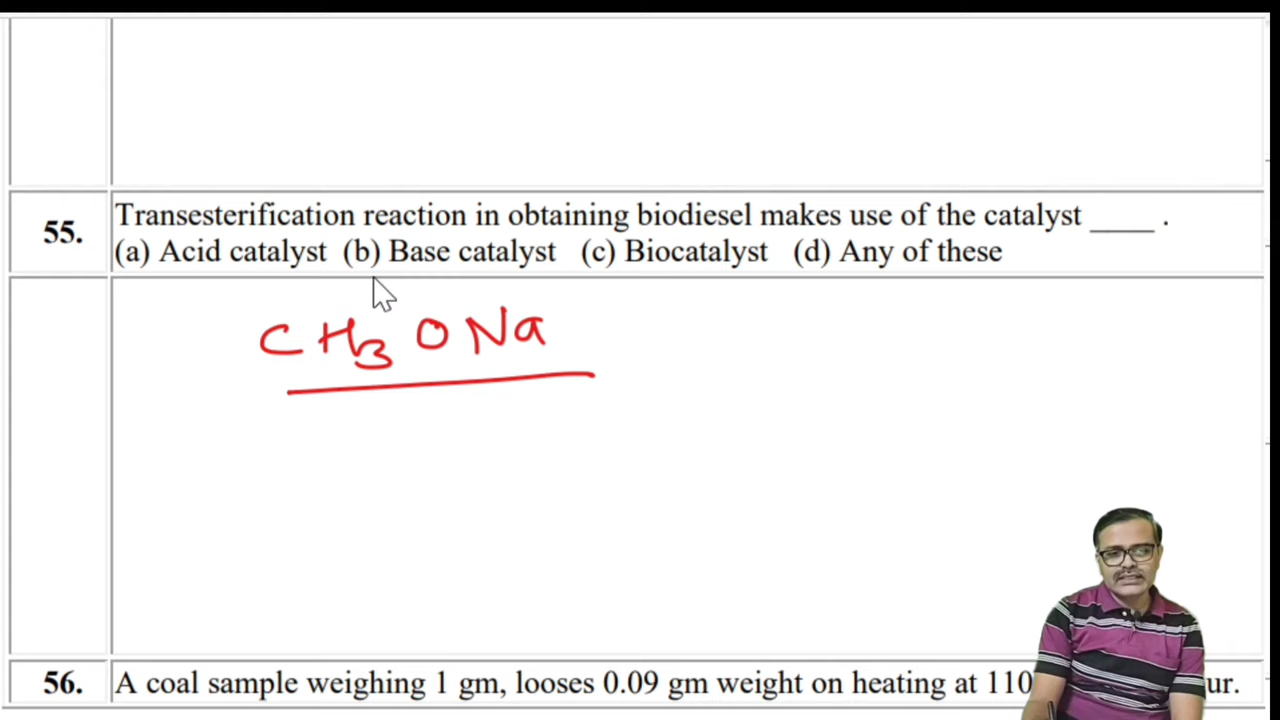 55.
Transesterification reaction in obtaining biodiesel makes use of the catalyst ____ .
(a) Acid catalyst (b) Base catalyst (c) Biocatalyst (d) Any of these
CH3ONa
56.
A coal sample weighing 1 gm, looses 0.09 gm weight on heating at 110